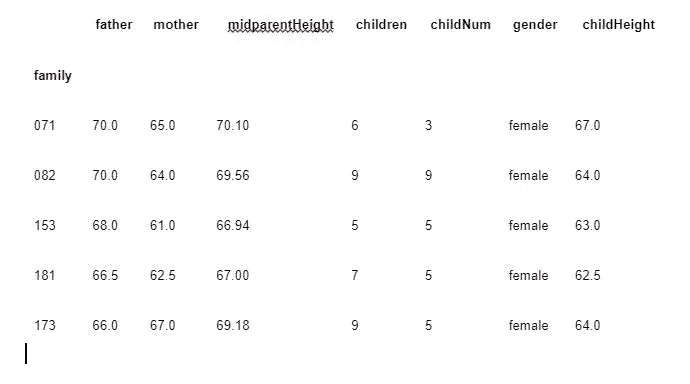 father mother midparentHeight children childNum gender childHeight
family
071 70.0 65.0 70.10 6 3 female 67.0
082 70.0 64.0 69.56 9 9 female 64.0
153 68.0 61.0 66.94 5 5 female 63.0
181 66.5 62.5 67.00 7 5 female 62.5
173 66.0 67.0 69.18 9 5 female 64.0